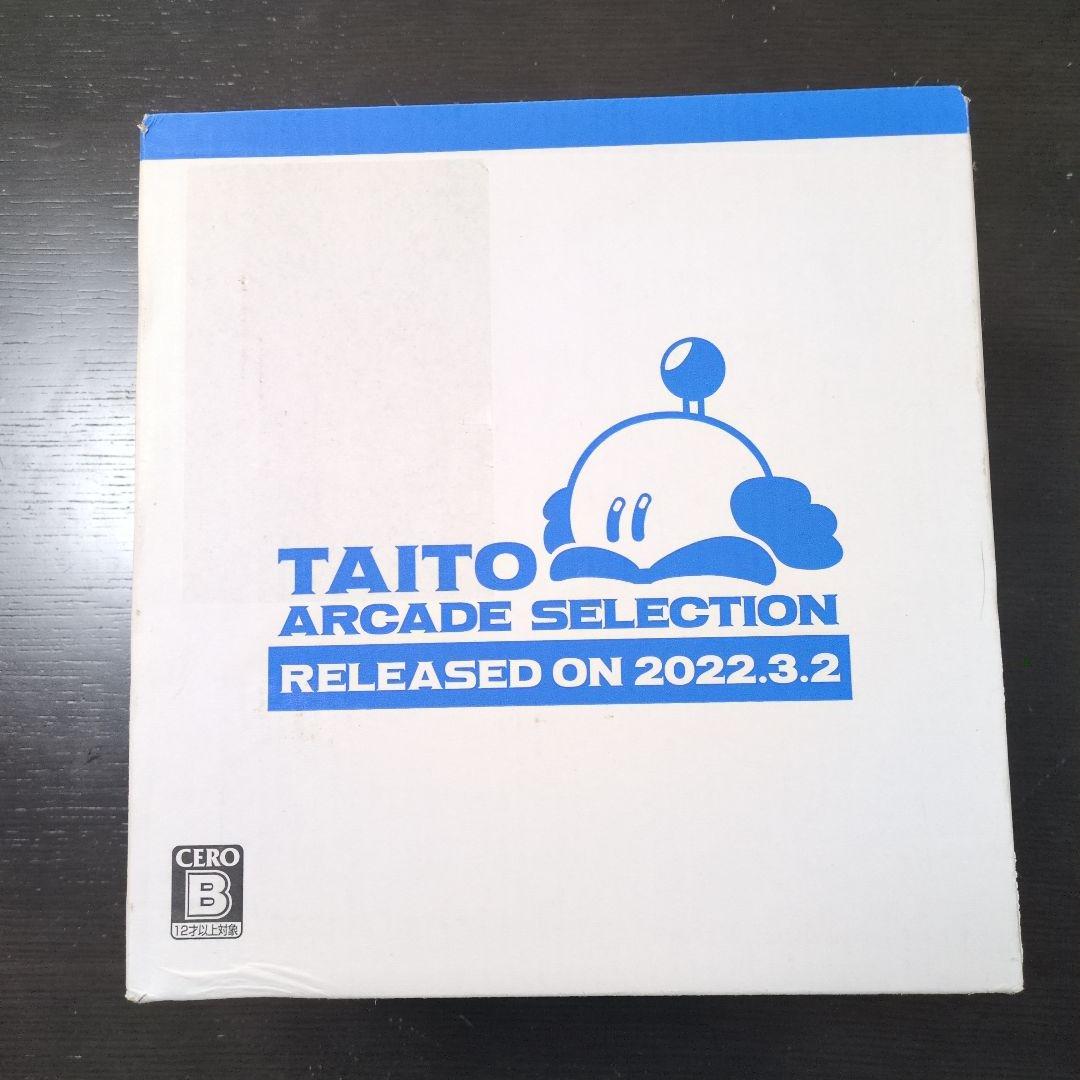 TAITO
ARCADE SELECTION
RELEASED ON 2022.3.2
CERO
B
12才以上対象